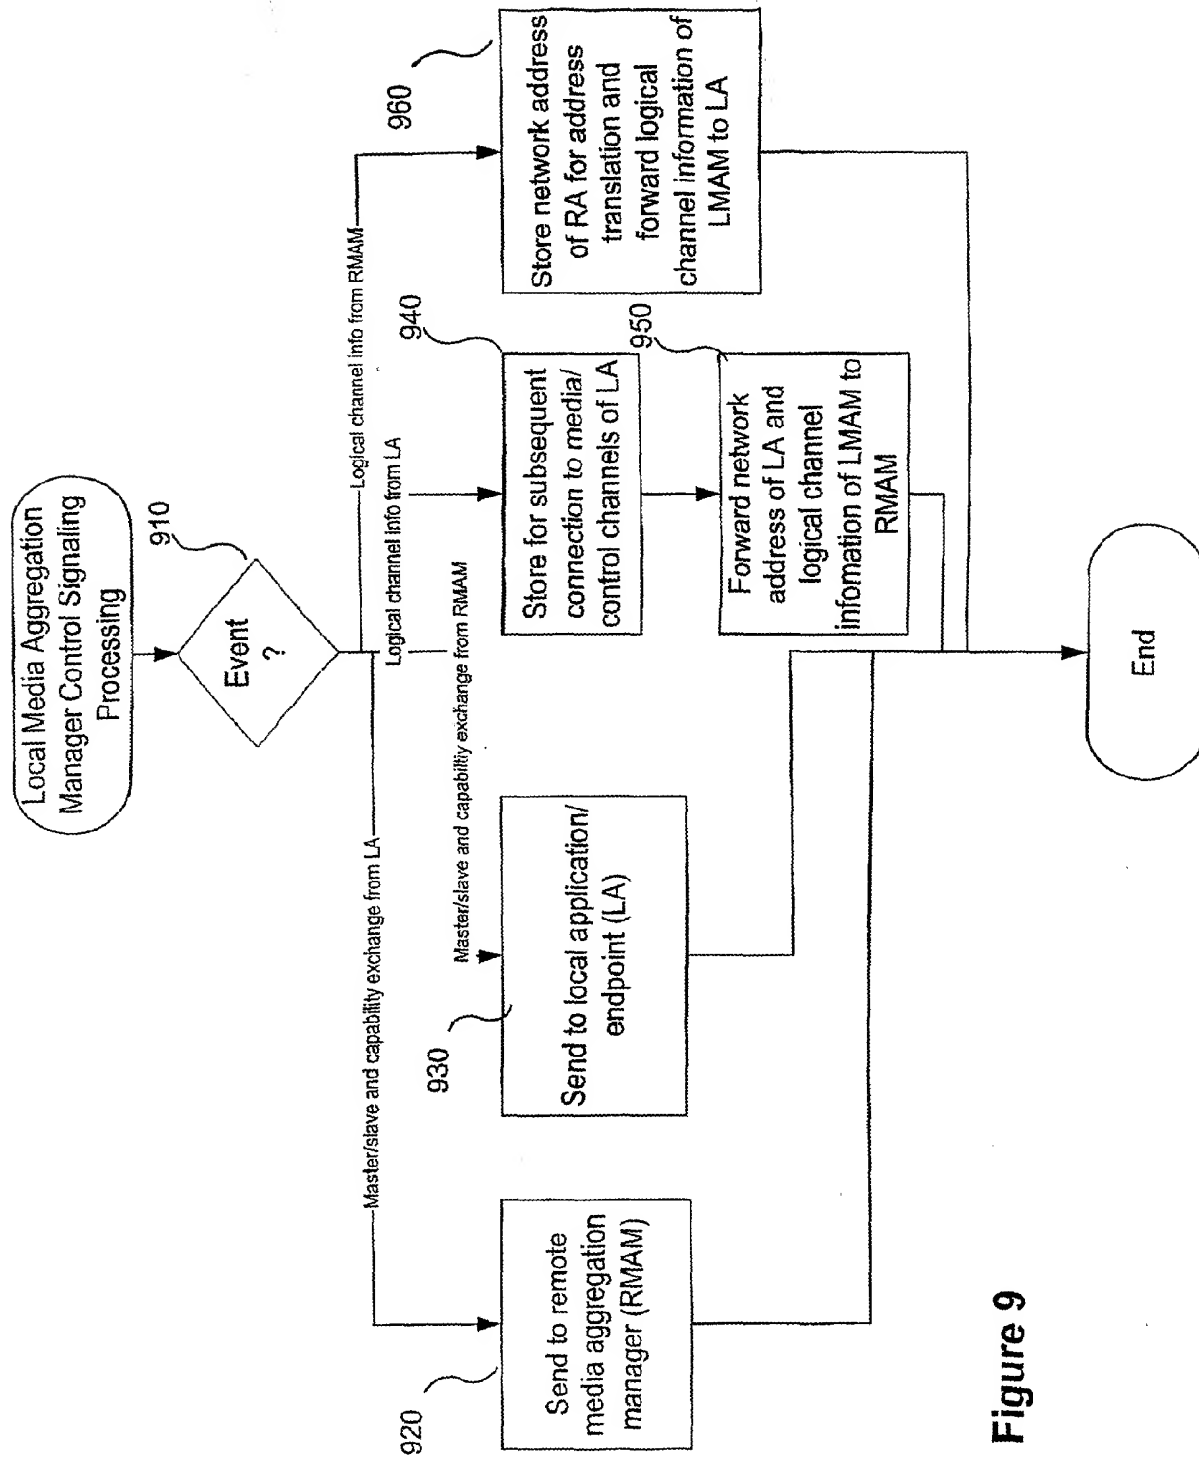 Local Media Aggregation
Manager Control Signaling
Processing
910
Event
?
Master/slave and capability exchange from LA
Master/slave and capabiltiy exchange from RMAM
Logical channel info from LA
Logical channel info from RMAM
920
Send to remote
media aggregation
manager (RMAM)
930
Send to local application/
endpoint (LA)
940
Store for subsequent
connection to media/
control channels of LA
950
Forward network
address of LA and
logical channel
infomation of LMAM to
RMAM
960
Store network address
of RA for address
translation and
forward logical
channel information of
LMAM to LA
End
Figure 9